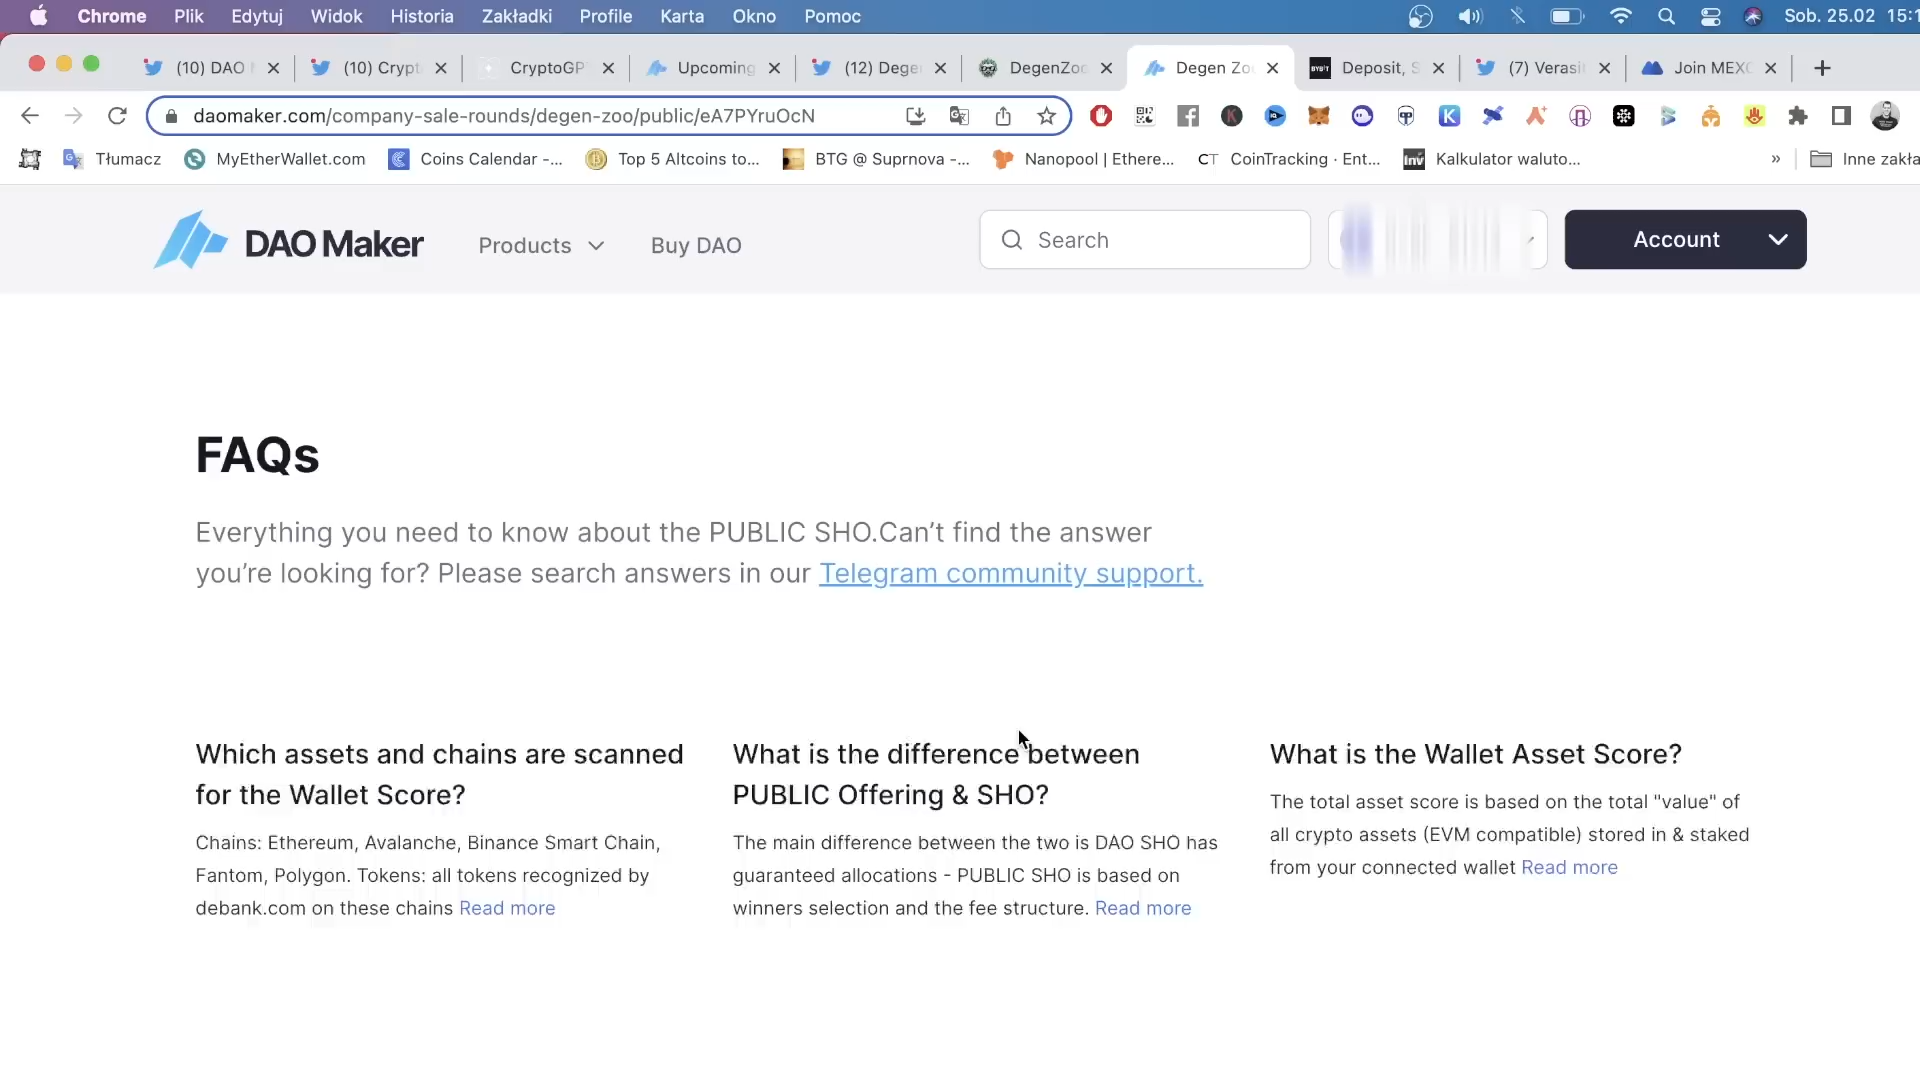 Chrome Plik Edytuj Widok Historia Zakładki Profile Karta Okno Pomoc Sob. 25.02 15:1
(10) DAO (10) Crypt CryptoGP Upcoming (12) Dege DegenZoo Degen Zo Deposit, S (7) Verasi Join MEXC
daomaker.com/company-sale-rounds/degen-zoo/public/eA7PYruOcN
Tłumacz MyEtherWallet.com Coins Calendar -... Top 5 Altcoins to... BTG @ Suprnova -... Nanopool | Ethere... CT CoinTracking · Ent... Inv Kalkulator waluto... » Inne zakła
DAO Maker Products Buy DAO Search Account
FAQs
Everything you need to know about the PUBLIC SHO.Can’t find the answer
you’re looking for? Please search answers in our Telegram community support.
Which assets and chains are scanned
for the Wallet Score?
Chains: Ethereum, Avalanche, Binance Smart Chain,
Fantom, Polygon. Tokens: all tokens recognized by
debank.com on these chains Read more
What is the difference between
PUBLIC Offering & SHO?
The main difference between the two is DAO SHO has
guaranteed allocations - PUBLIC SHO is based on
winners selection and the fee structure. Read more
What is the Wallet Asset Score?
The total asset score is based on the total "value" of
all crypto assets (EVM compatible) stored in & staked
from your connected wallet Read more